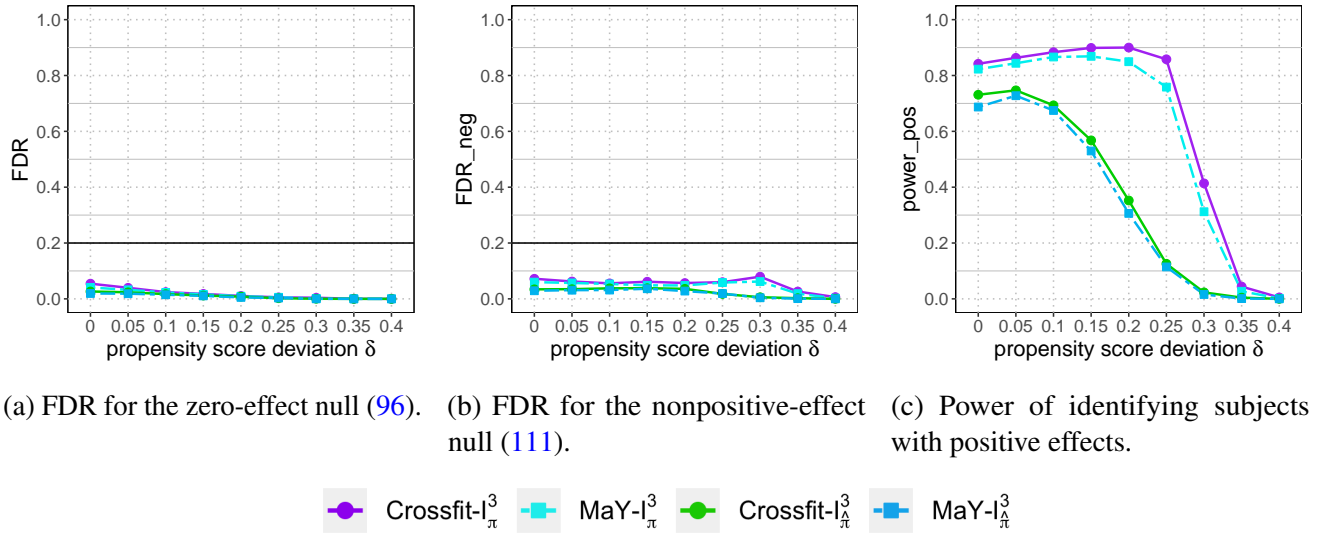 1.0
0.8
0.6
0.4
0.2
0.0
FDR
0 0.05 0.1 0.15 0.2 0.25 0.3 0.35 0.4
propensity score deviation δ
1.0
0.8
0.6
0.4
0.2
0.0
FDR_neg
0 0.05 0.1 0.15 0.2 0.25 0.3 0.35 0.4
propensity score deviation δ
1.0
0.8
0.6
0.4
0.2
0.0
power_pos
0 0.05 0.1 0.15 0.2 0.25 0.3 0.35 0.4
propensity score deviation δ
(a) FDR for the zero-effect null (96).
(b) FDR for the nonpositive-effect
null (111).
(c) Power of identifying subjects
with positive effects.
Crossfit-I³_π MaY-I³_π Crossfit-I³_π̂ MaY-I³_π̂